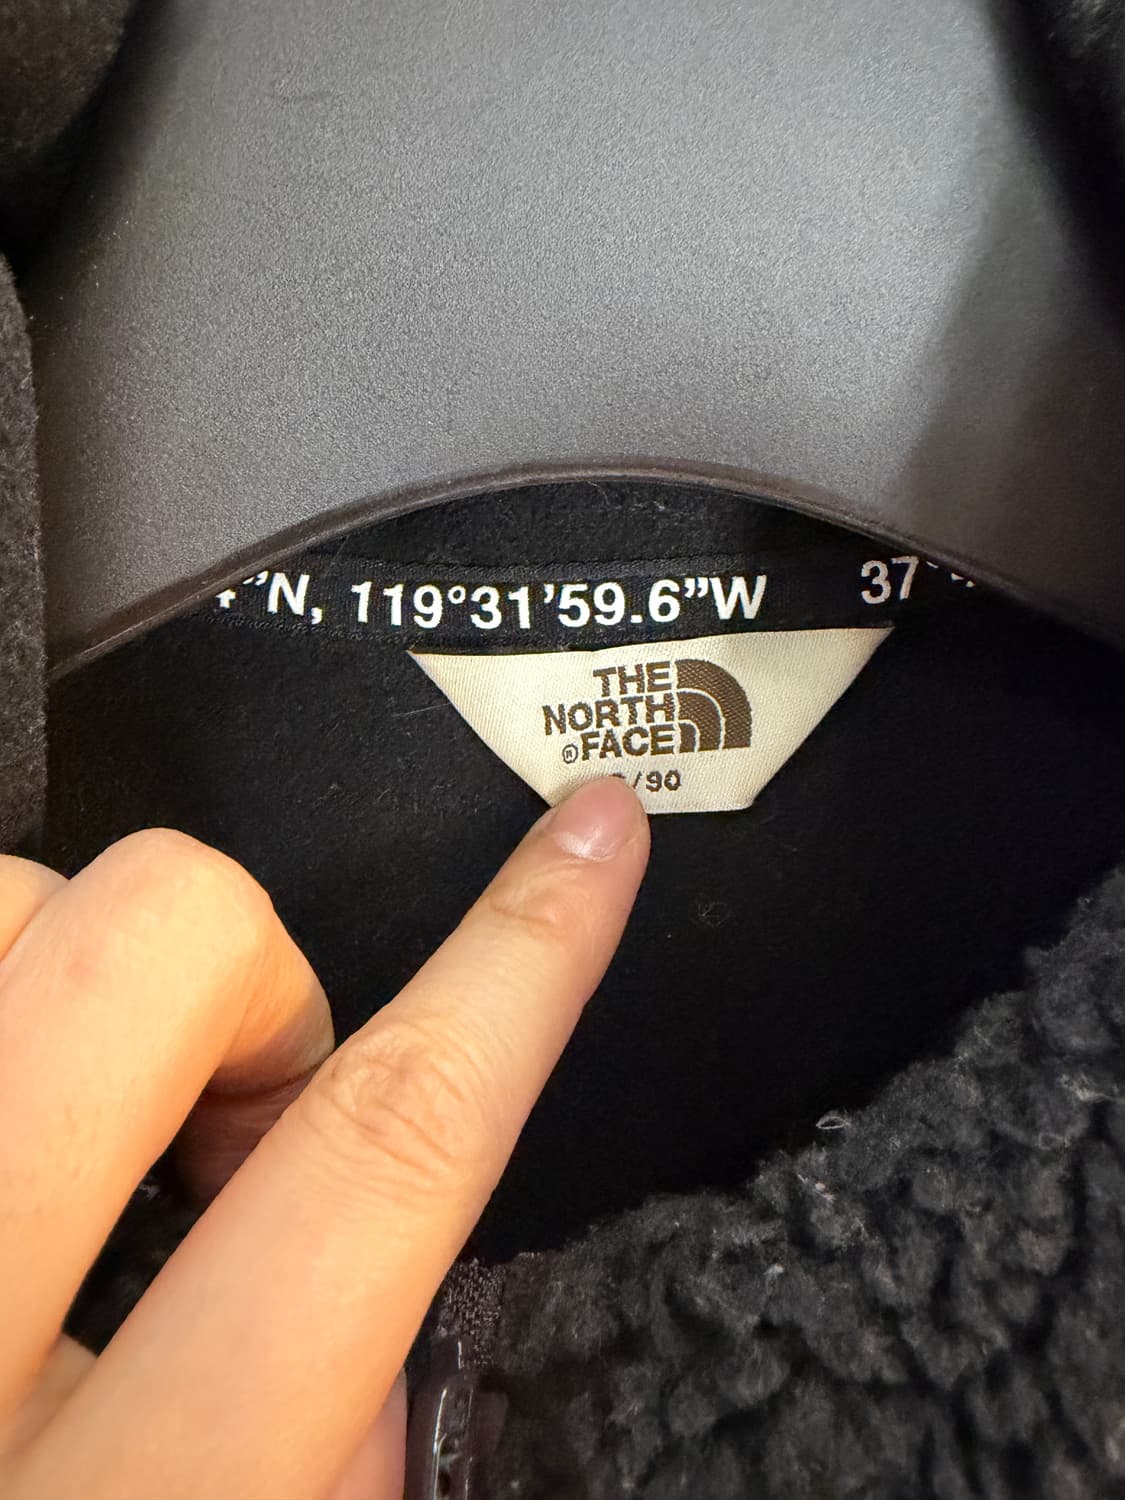 "N, 119°31'59.6"W 37°
THE
NORTH
®FACE
/90